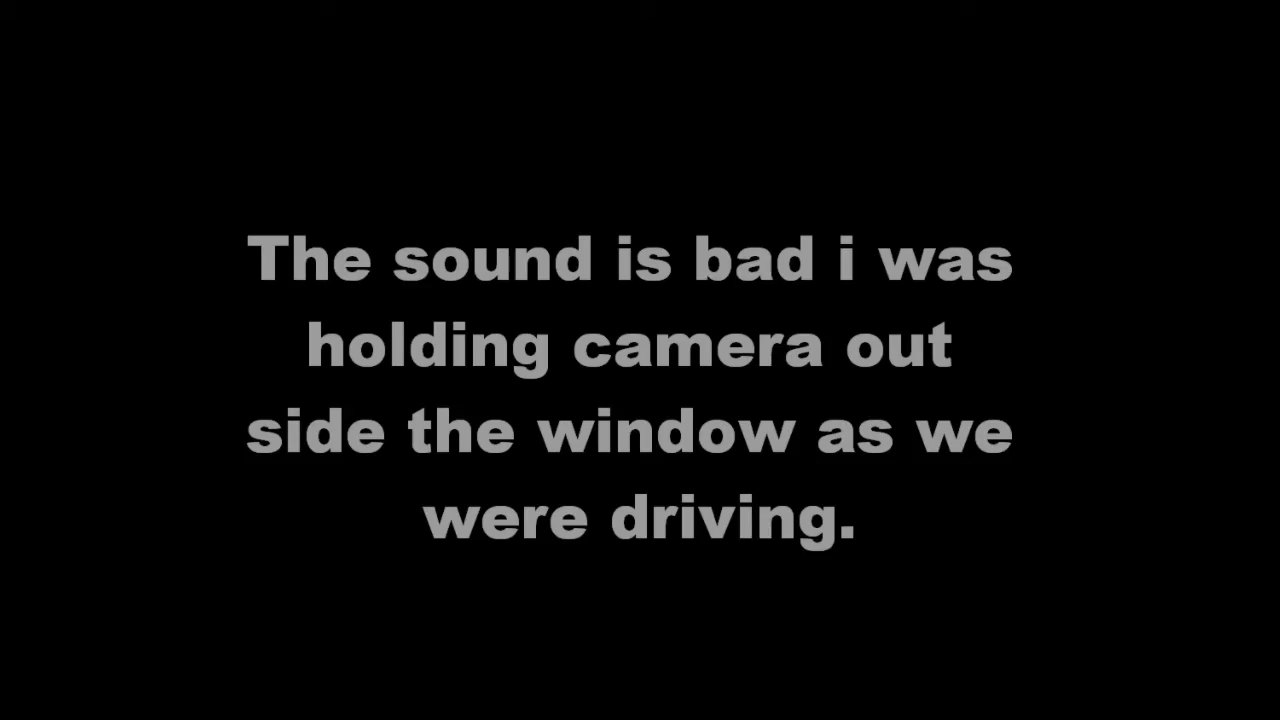 The sound is bad i was
holding camera out
side the window as we
were driving.